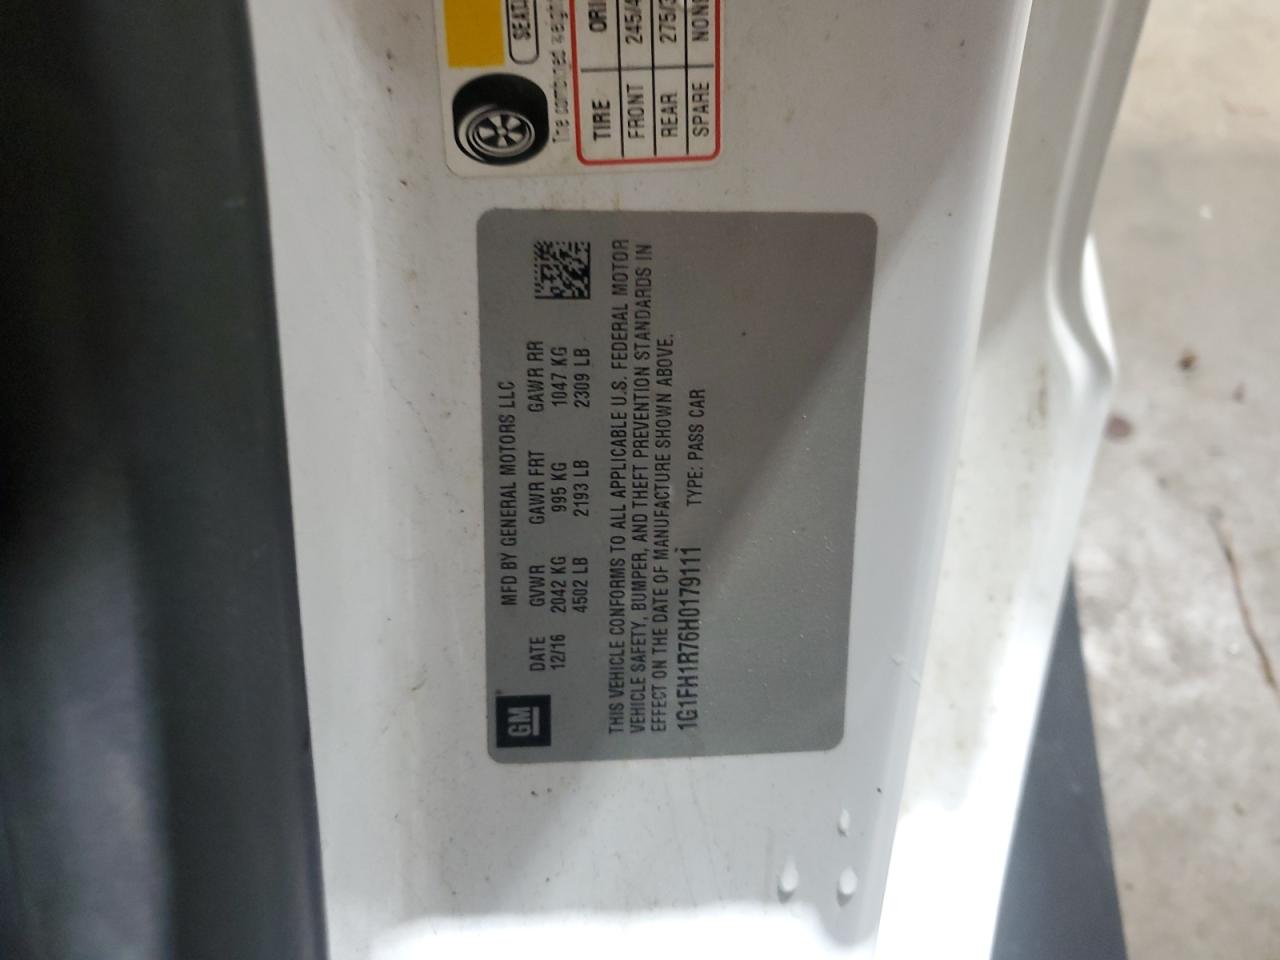 GM
MFD BY GENERAL MOTORS LLC
DATE GVWR GAWR FRT GAWR RR
12/16 2042 KG 995 KG 1047 KG
4502 LB 2193 LB 2309 LB
THIS VEHICLE CONFORMS TO ALL APPLICABLE U.S. FEDERAL MOTOR
VEHICLE SAFETY, BUMPER, AND THEFT PREVENTION STANDARDS IN
EFFECT ON THE DATE OF MANUFACTURE SHOWN ABOVE.
1G1FH1R76H0179111 TYPE: PASS CAR
The combined
TIRE
FRONT
REAR
SPARE